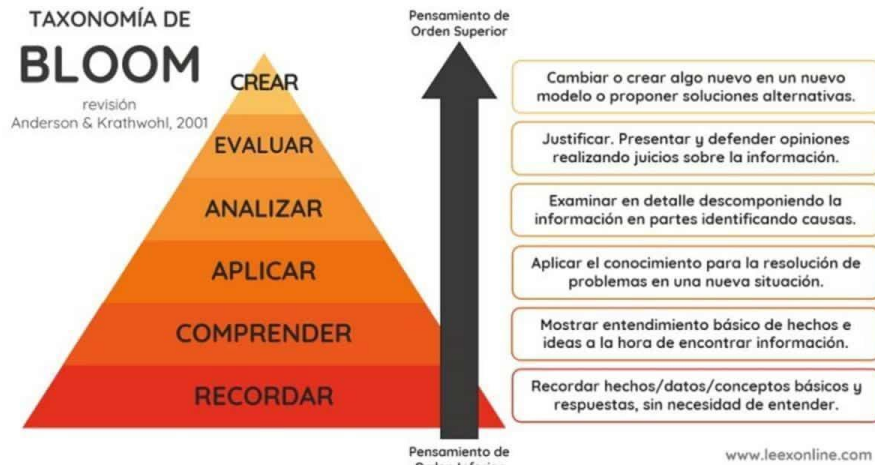 TAXONOMÍA DE
BLOOM
revisión
Anderson & Krathwohl, 2001
Pensamiento de
Orden Superior
CREAR
Cambiar o crear algo nuevo en un nuevo
modelo o proponer soluciones alternativas.
EVALUAR
Justificar. Presentar y defender opiniones
realizando juicios sobre la información.
ANALIZAR
Examinar en detalle descomponiendo la
información en partes identificando causas.
APLICAR
Aplicar el conocimiento para la resolución de
problemas en una nueva situación.
COMPRENDER
Mostrar entendimiento básico de hechos e
ideas a la hora de encontrar información.
RECORDAR
Recordar hechos/datos/conceptos básicos y
respuestas, sin necesidad de entender.
Pensamiento de
Orden Inferior
www.leexonline.com